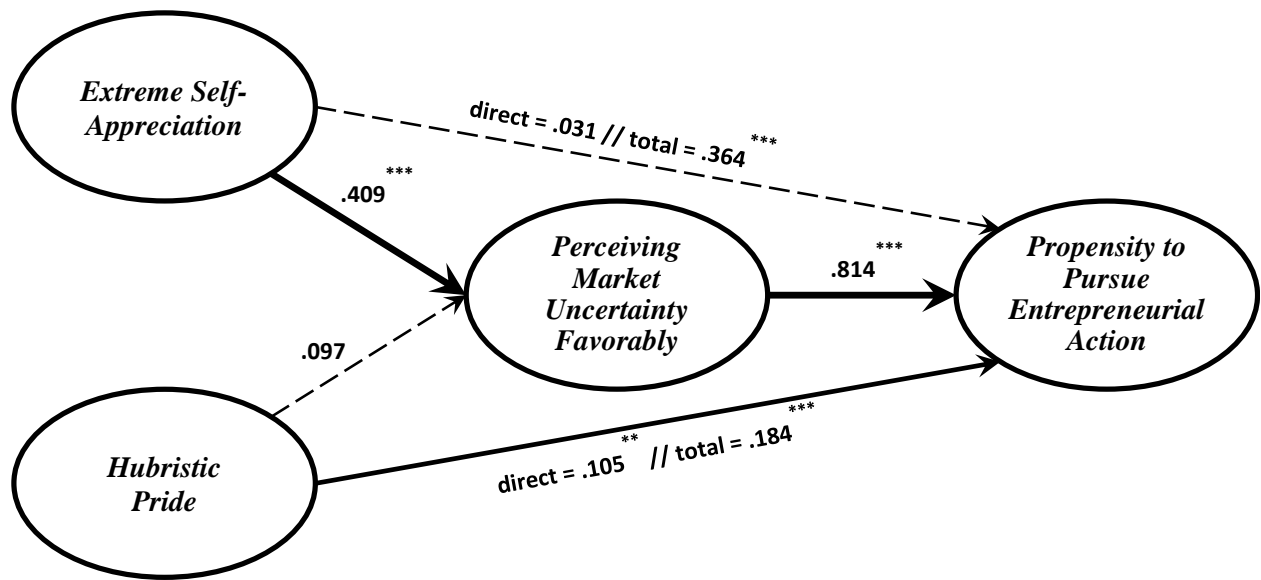 Extreme Self-
Appreciation
direct = .031 // total = .364***
.409***
Perceiving
Market
Uncertainty
Favorably
.814***
Propensity to
Pursue
Entrepreneurial
Action
.097
Hubristic
Pride
direct = .105** // total = .184***